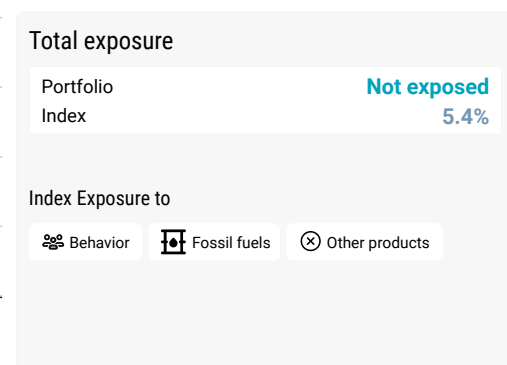 Total exposure
Portfolio Not exposed
Index 5.4%
Index Exposure to
Behavior Fossil fuels Other products